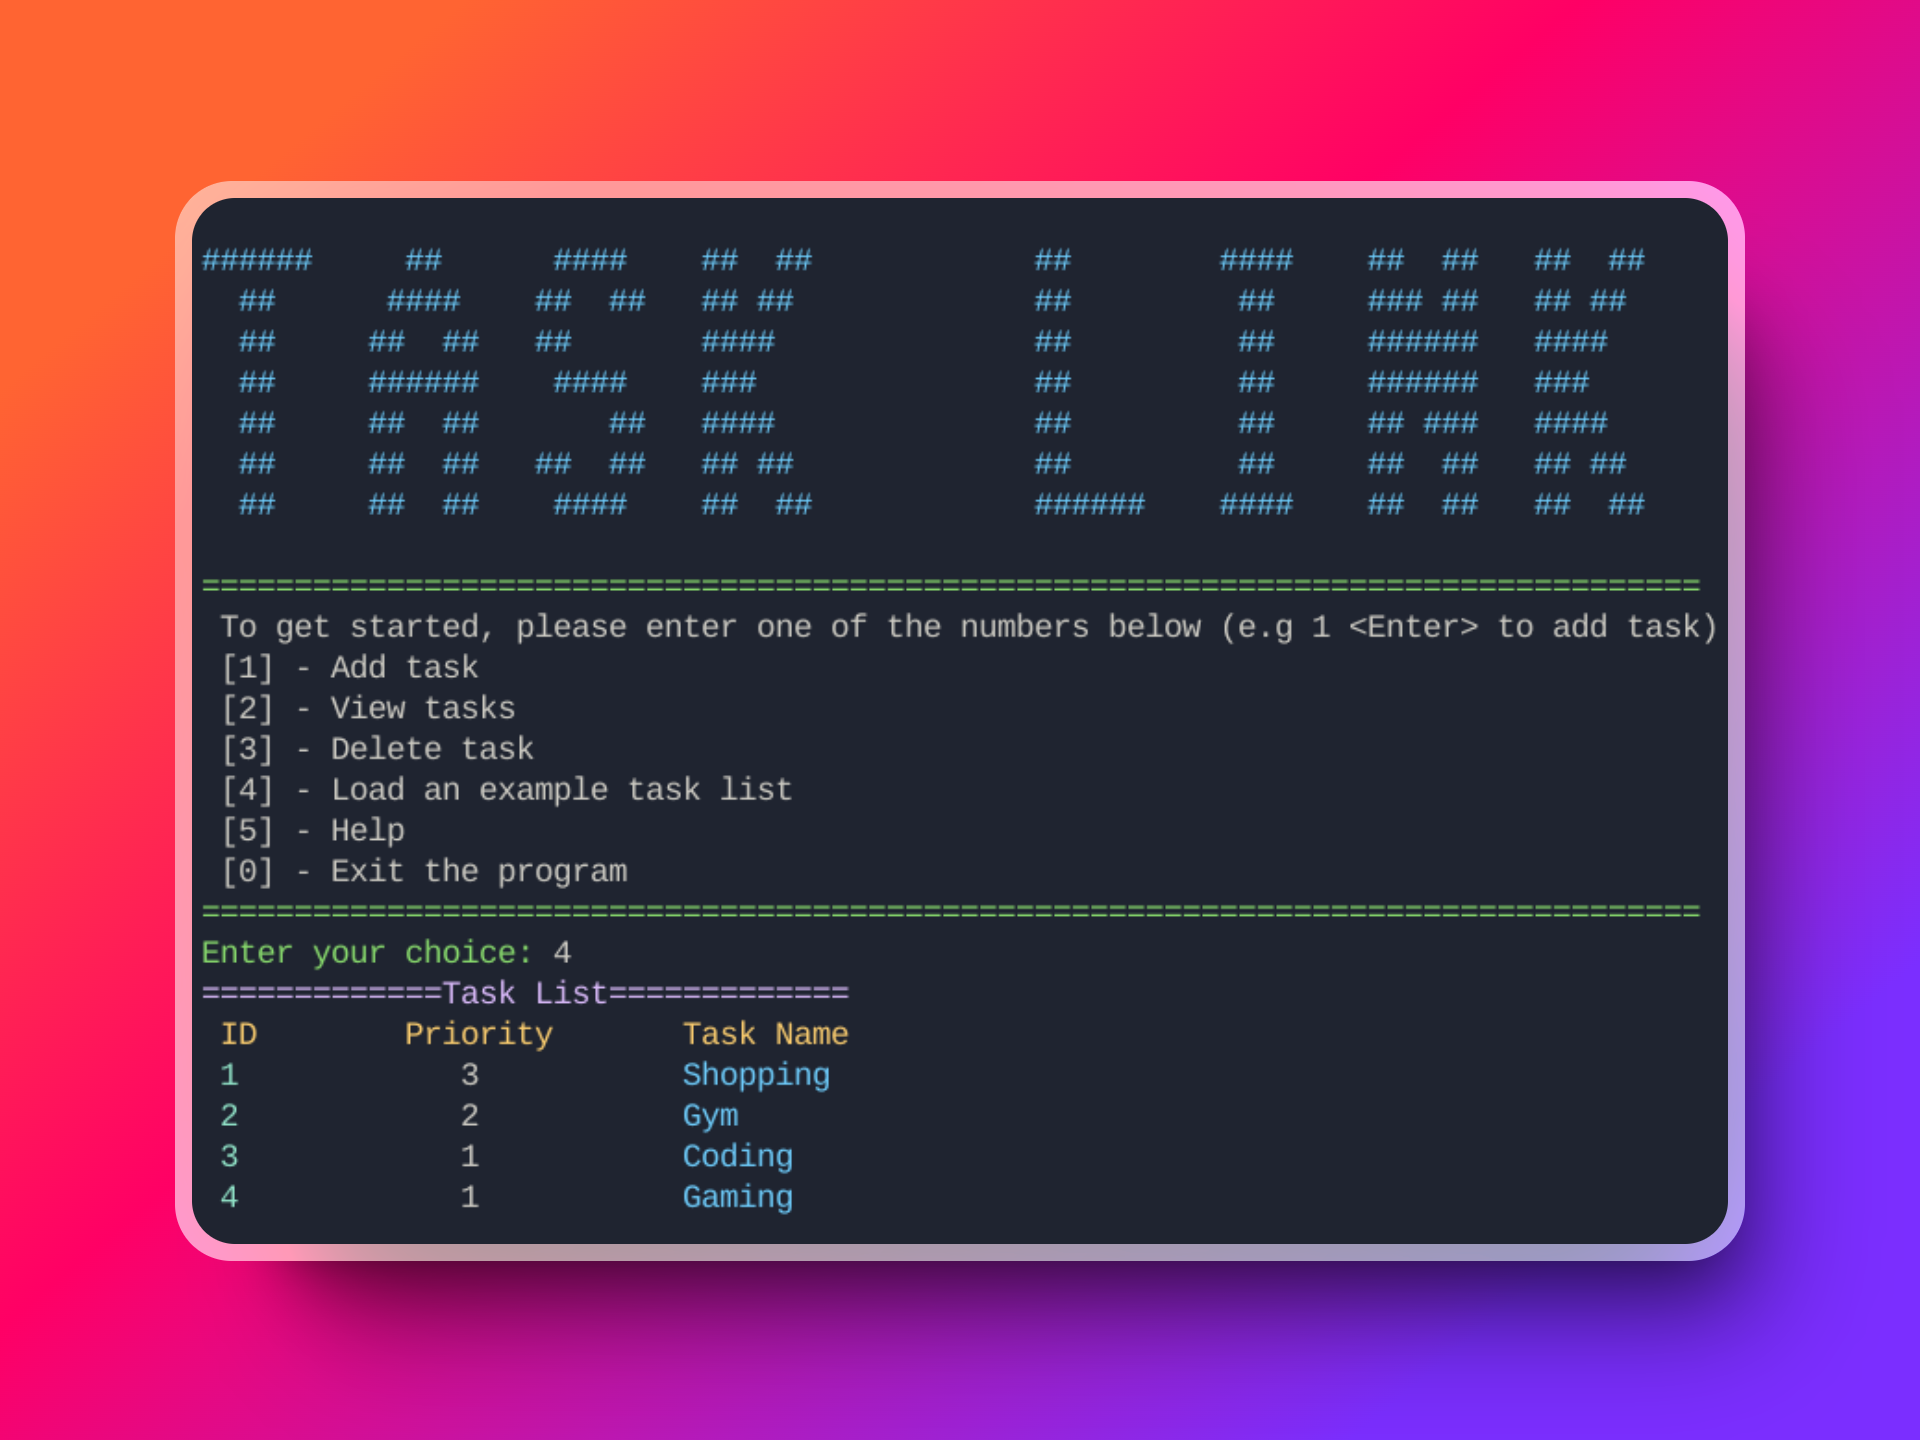 ######     ##      ####    ##  ##            ##        ####    ##  ##   ##  ##
  ##      ####    ##  ##   ## ##             ##         ##     ### ##   ## ##
  ##     ##  ##   ##       ####              ##         ##     ######   ####
  ##     ######    ####    ###               ##         ##     ######   ###
  ##     ##  ##       ##   ####              ##         ##     ## ###   ####
  ##     ##  ##   ##  ##   ## ##             ##         ##     ##  ##   ## ##
  ##     ##  ##    ####    ##  ##            ######    ####    ##  ##   ##  ##
=================================================================================
 To get started, please enter one of the numbers below (e.g 1 <Enter> to add task)
 [1] - Add task
 [2] - View tasks
 [3] - Delete task
 [4] - Load an example task list
 [5] - Help
 [0] - Exit the program
=================================================================================
Enter your choice: 4
=============Task List=============
 ID        Priority       Task Name
 1            3           Shopping
 2            2           Gym
 3            1           Coding
 4            1           Gaming